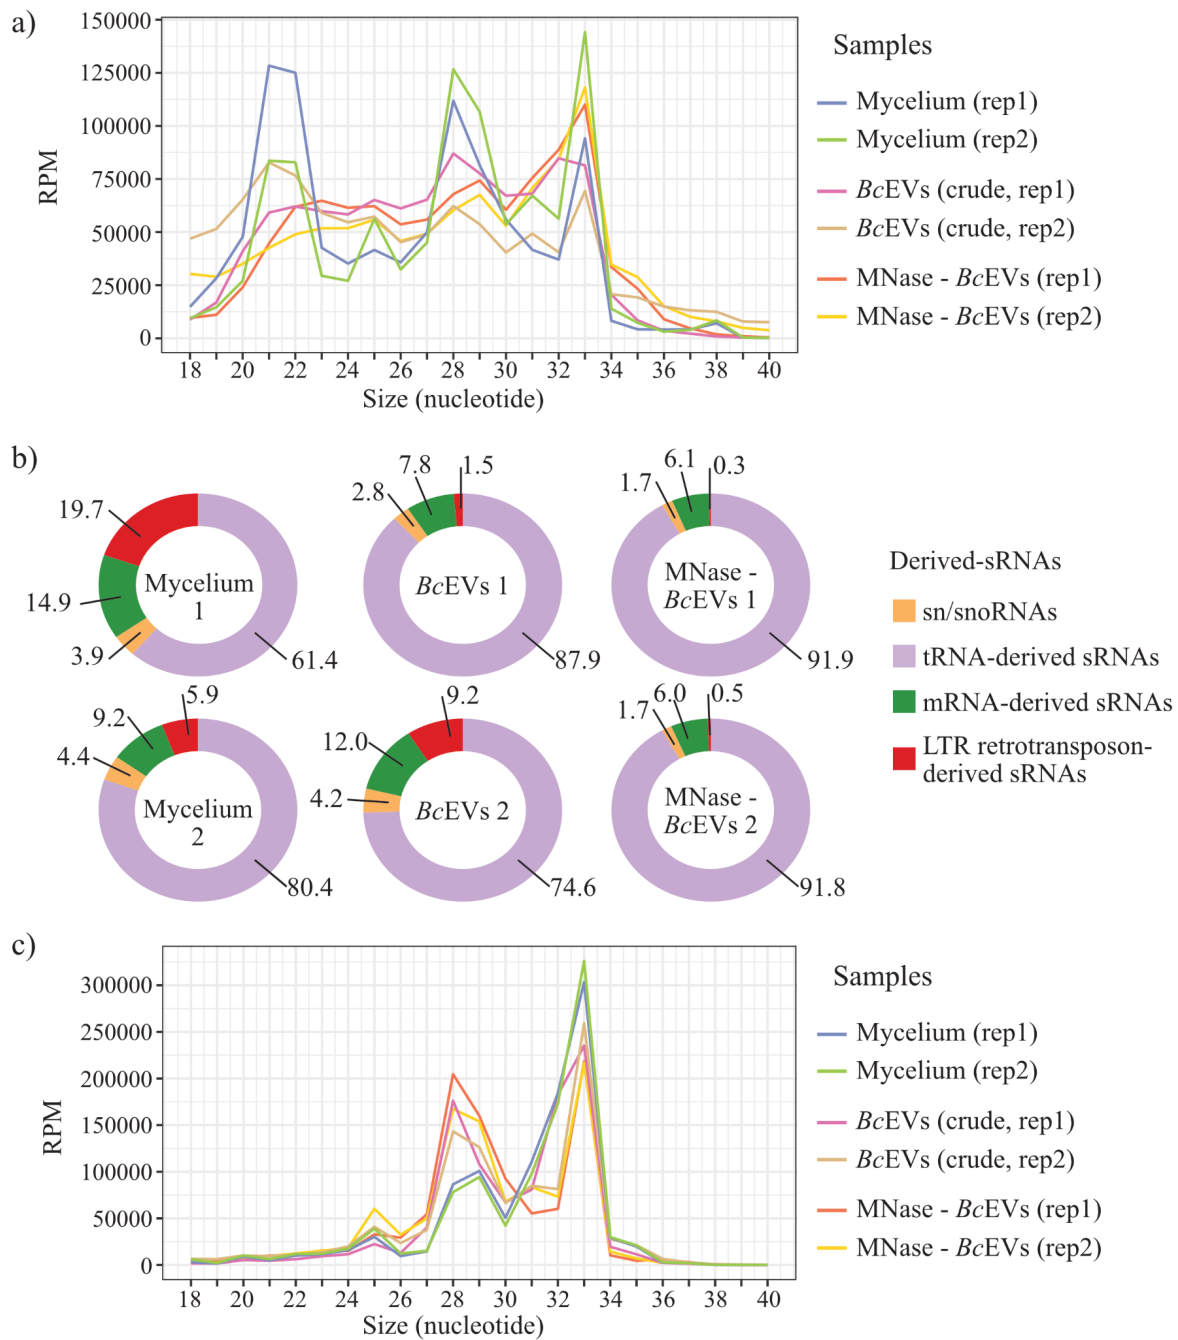 a)
150000
125000
100000
75000
50000
25000
0
RPM
18 20 22 24 26 28 30 32 34 36 38 40
Size (nucleotide)
Samples
Mycelium (rep1)
Mycelium (rep2)
BcEVs (crude, rep1)
BcEVs (crude, rep2)
MNase - BcEVs (rep1)
MNase - BcEVs (rep2)
b)
19.7
14.9
3.9
61.4
Mycelium
1
7.8
1.5
2.8
87.9
BcEVs 1
6.1
0.3
1.7
91.9
MNase -
BcEVs 1
5.9
9.2
4.4
80.4
Mycelium
2
9.2
12.0
4.2
74.6
BcEVs 2
6.0
0.5
1.7
91.8
MNase -
BcEVs 2
Derived-sRNAs
sn/snoRNAs
tRNA-derived sRNAs
mRNA-derived sRNAs
LTR retrotransposon-
derived sRNAs
c)
300000
250000
200000
150000
100000
50000
0
RPM
18 20 22 24 26 28 30 32 34 36 38 40
Size (nucleotide)
Samples
Mycelium (rep1)
Mycelium (rep2)
BcEVs (crude, rep1)
BcEVs (crude, rep2)
MNase - BcEVs (rep1)
MNase - BcEVs (rep2)